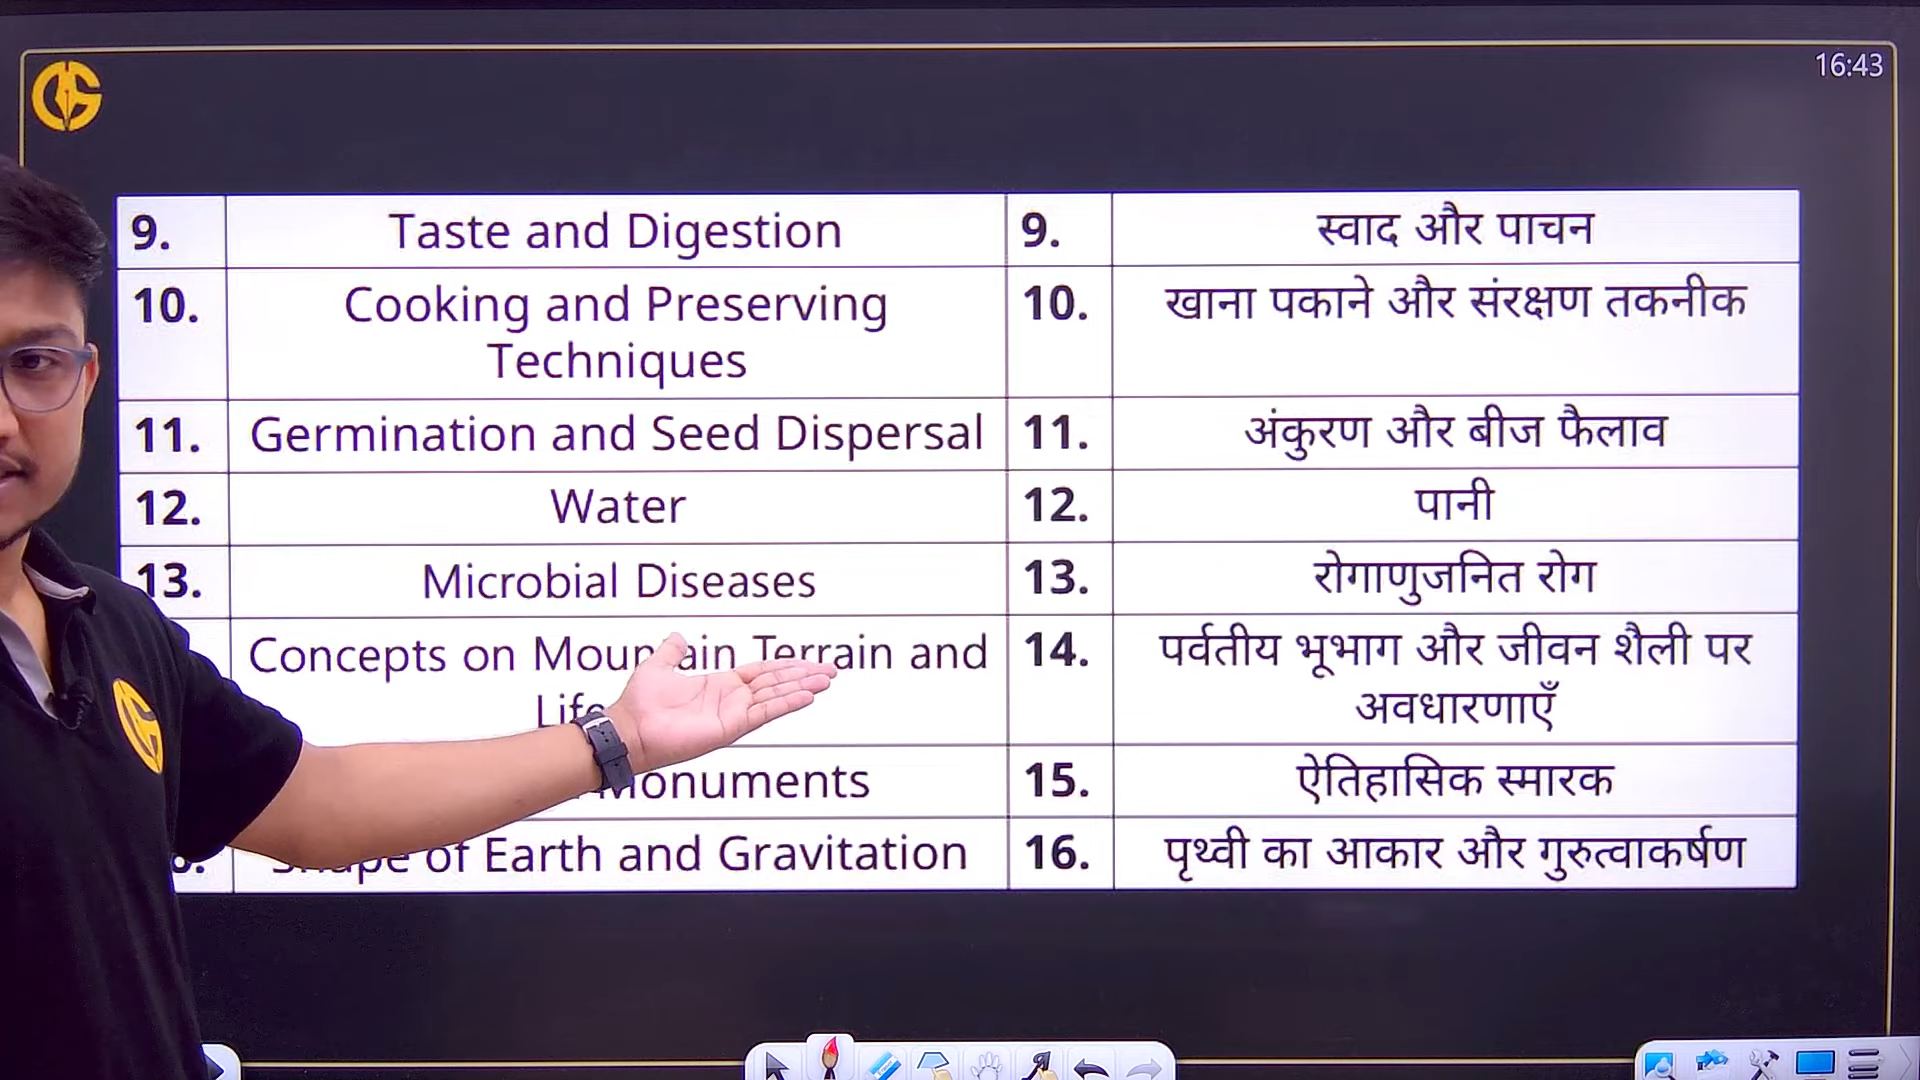 16:43
9. Taste and Digestion 9. स्वाद और पाचन
10. Cooking and Preserving 10. खाना पकाने और संरक्षण तकनीक
Techniques
11. Germination and Seed Dispersal 11. अंकुरण और बीज फैलाव
12. Water 12. पानी
13. Microbial Diseases 13. रोगाणुजनित रोग
Concepts on Mountain Terrain and 14. पर्वतीय भूभाग और जीवन शैली पर
अवधारणाएँ
Monuments 15. ऐतिहासिक स्मारक
Shape of Earth and Gravitation 16. पृथ्वी का आकार और गुरुत्वाकर्षण